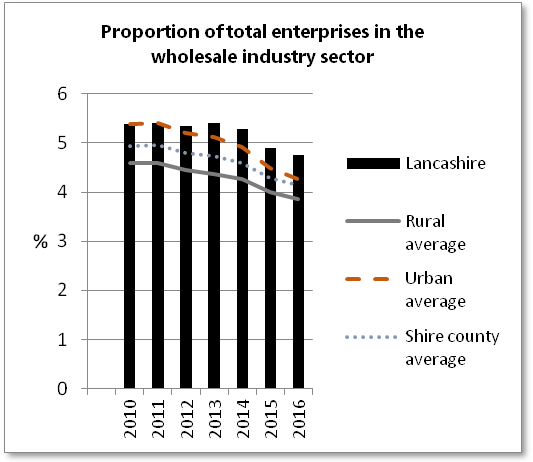 Proportion of total enterprises in the
wholesale industry sector
6
5
4
% 3
2
1
0
2010 2011 2012 2013 2014 2015 2016
Lancashire
Rural
average
Urban
average
Shire county
average